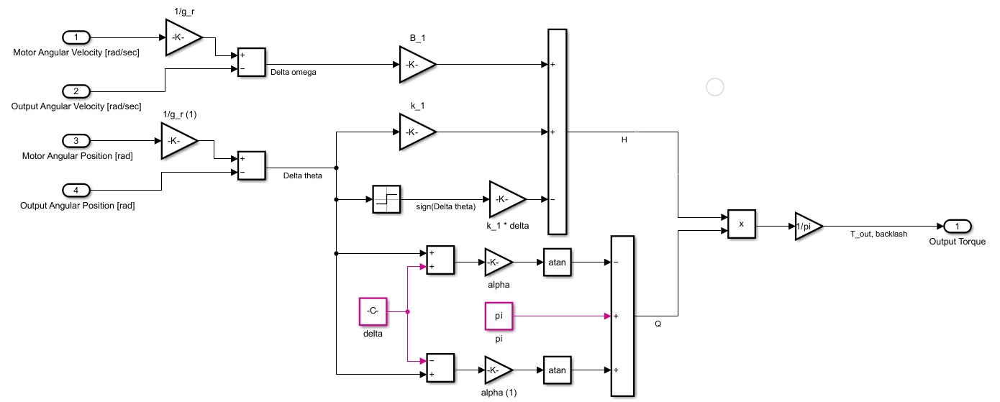 1/g_r
-K-
1
Motor Angular Velocity [rad/sec]
+
−
Delta omega
B_1
-K-
+
2
Output Angular Velocity [rad/sec]
1/g_r (1)
-K-
3
Motor Angular Position [rad]
+
−
Delta theta
k_1
-K-
+
H
4
Output Angular Position [rad]
sign(Delta theta)
-K-
k_1 * delta
−
x
1/pi
T_out, backlash
1
Output Torque
+
+
-K-
alpha
atan
−
-C-
delta
pi
pi
+
Q
−
+
-K-
alpha (1)
atan
+